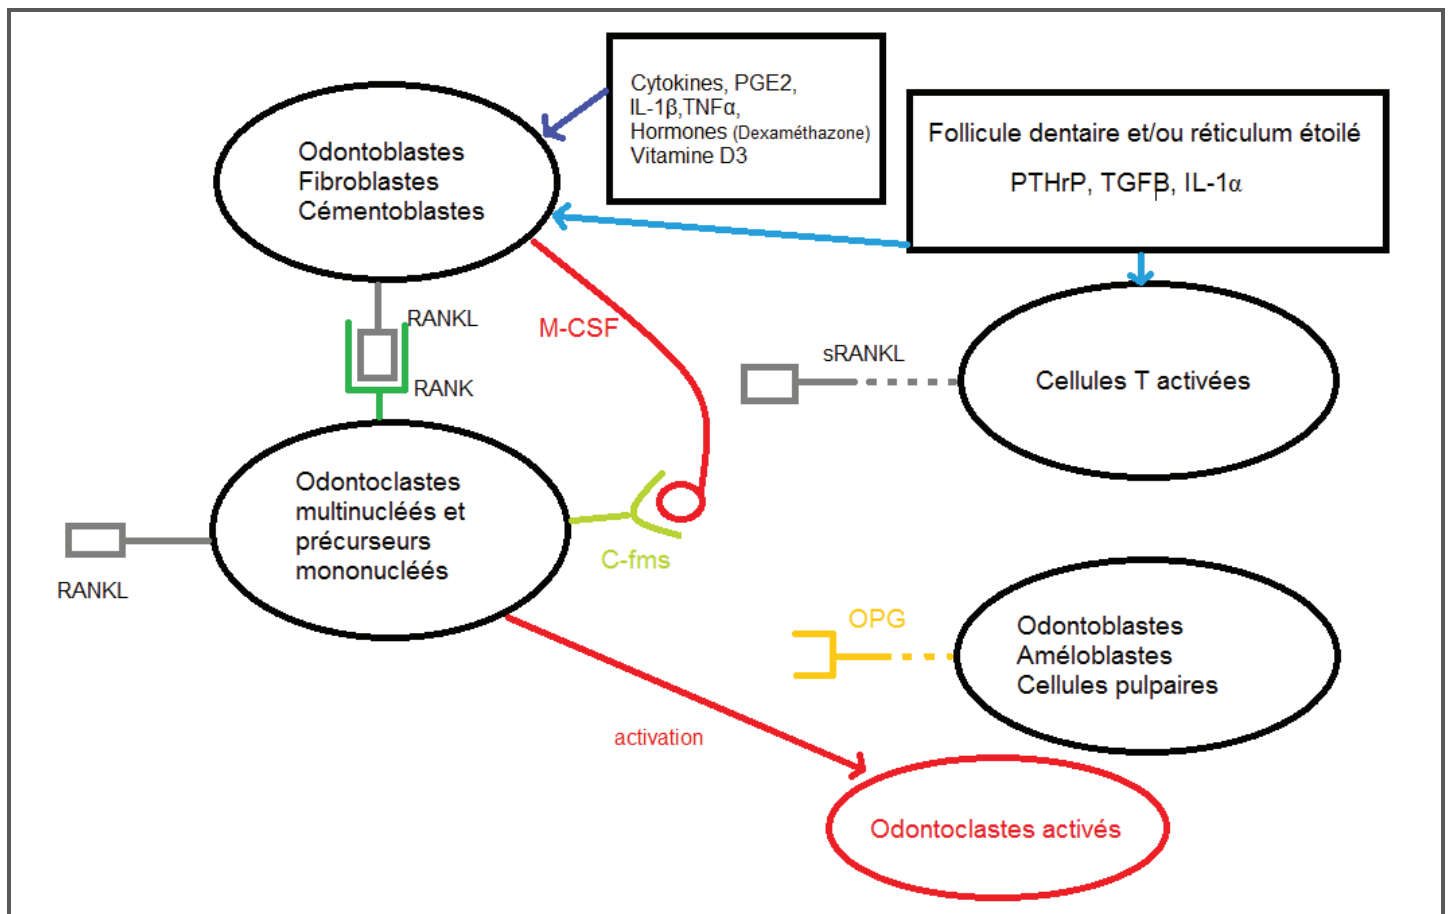 Cytokines, PGE2,
IL-1β,TNFα,
Hormones (Dexaméthazone)
Vitamine D3
Follicule dentaire et/ou réticulum étoilé
PTHrP, TGFβ, IL-1α
Odontoblastes
Fibroblastes
Cémentoblastes
RANKL
M-CSF
RANK
sRANKL
Cellules T activées
Odontoclastes
multinucléés et
précurseurs
mononucléés
RANKL
C-fms
OPG
Odontoblastes
Améloblastes
Cellules pulpaires
activation
Odontoclastes activés